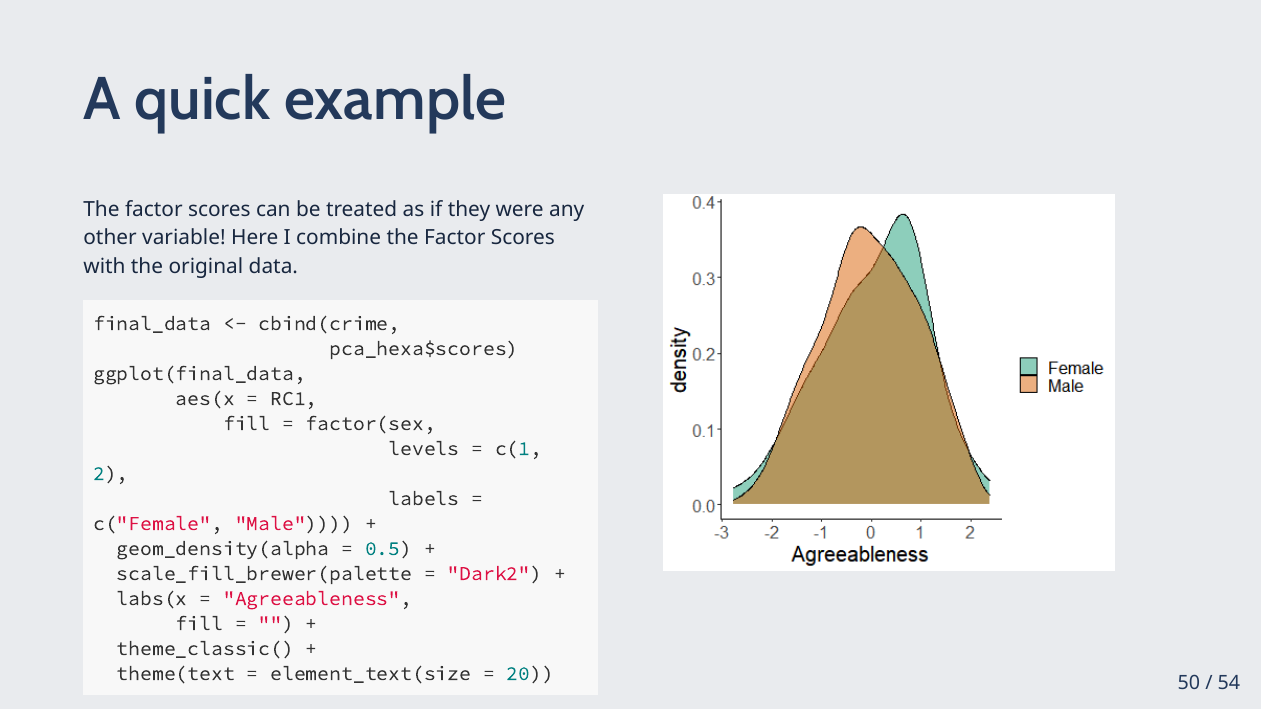 A quick example
The factor scores can be treated as if they were any
other variable! Here I combine the Factor Scores
with the original data.
final_data <- cbind(crime,
                    pca_hexa$scores)
ggplot(final_data,
       aes(x = RC1,
           fill = factor(sex,
                         levels = c(1,
2),
                         labels =
c("Female", "Male")))) +
  geom_density(alpha = 0.5) +
  scale_fill_brewer(palette = "Dark2") +
  labs(x = "Agreeableness",
       fill = "") +
  theme_classic() +
  theme(text = element_text(size = 20))
0.4
0.3
0.2
0.1
0.0
density
-3 -2 -1 0 1 2
Agreeableness
Female
Male
50 / 54